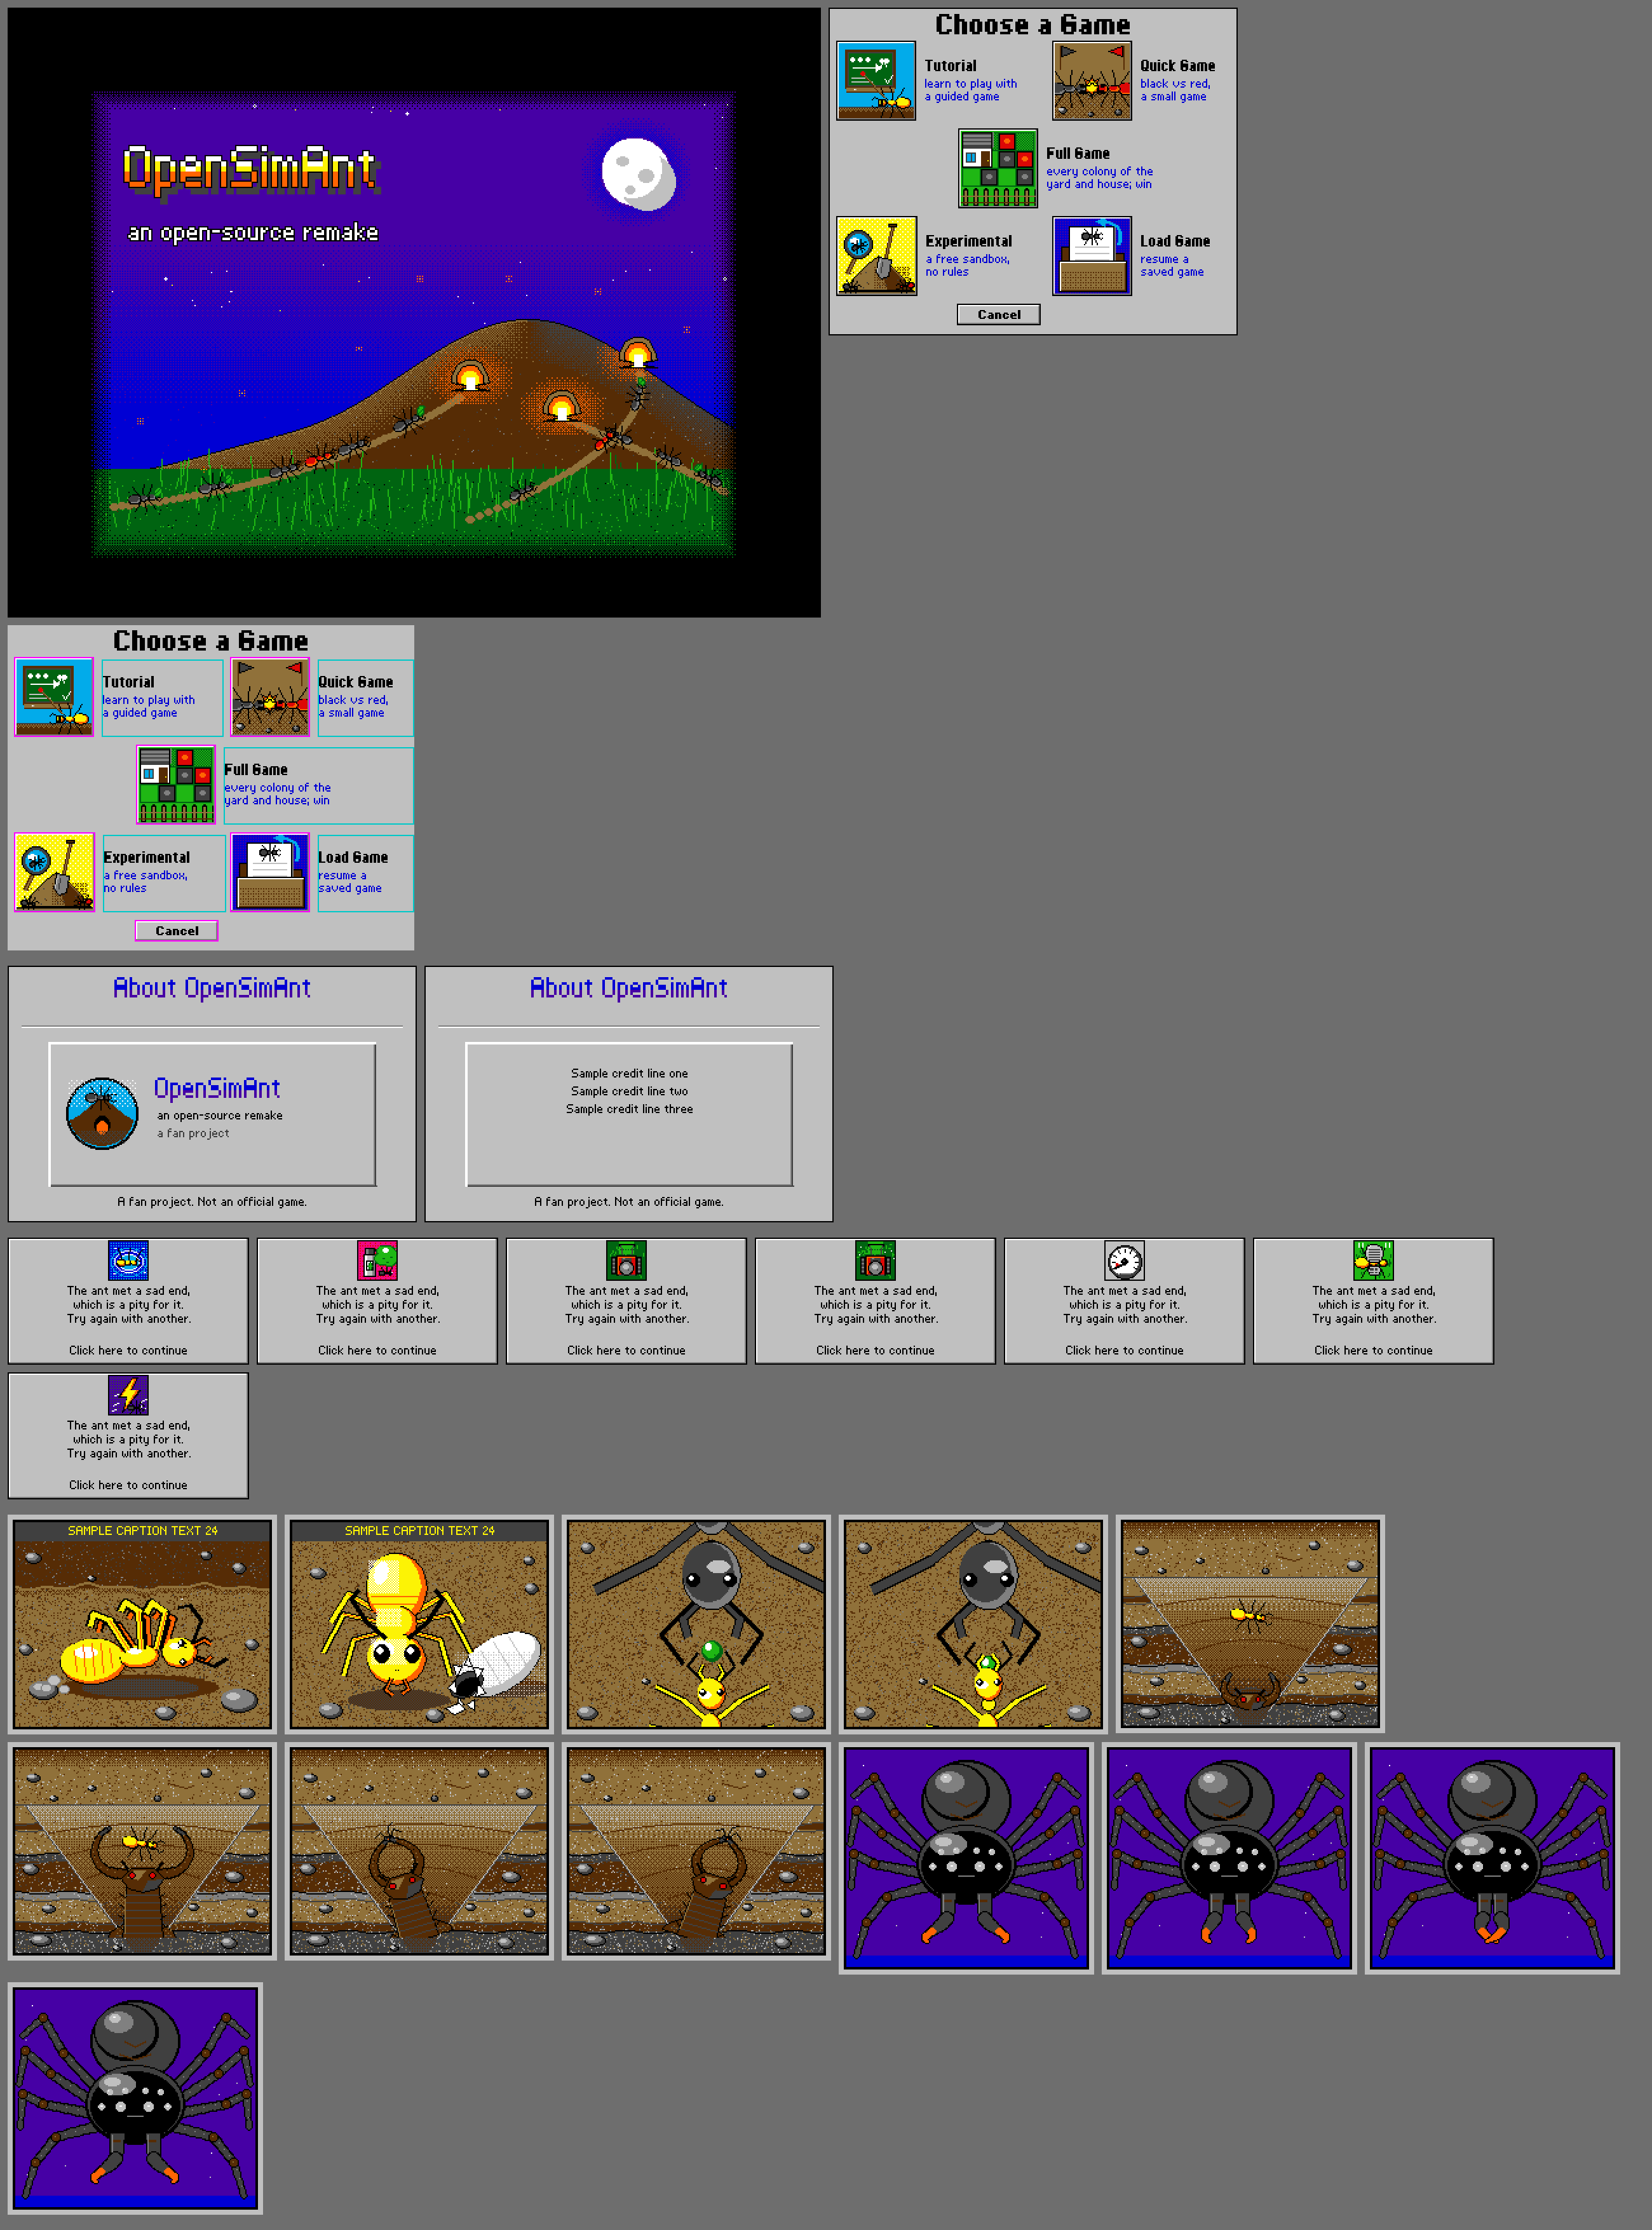 OpenSimAnt
an open-source remake
Choose a Game
Tutorial
learn to play with
a guided game
Quick Game
black vs red,
a small game
Full Game
every colony of the
yard and house; win
Experimental
a free sandbox,
no rules
Load Game
resume a
saved game
Cancel
Choose a Game
Tutorial
learn to play with
a guided game
Quick Game
black vs red,
a small game
Full Game
every colony of the
yard and house; win
Experimental
a free sandbox,
no rules
Load Game
resume a
saved game
Cancel
About OpenSimAnt
OpenSimAnt
an open-source remake
a fan project
A fan project. Not an official game.
About OpenSimAnt
Sample credit line one
Sample credit line two
Sample credit line three
A fan project. Not an official game.
The ant met a sad end,
which is a pity for it.
Try again with another.
Click here to continue
The ant met a sad end,
which is a pity for it.
Try again with another.
Click here to continue
The ant met a sad end,
which is a pity for it.
Try again with another.
Click here to continue
The ant met a sad end,
which is a pity for it.
Try again with another.
Click here to continue
The ant met a sad end,
which is a pity for it.
Try again with another.
Click here to continue
The ant met a sad end,
which is a pity for it.
Try again with another.
Click here to continue
The ant met a sad end,
which is a pity for it.
Try again with another.
Click here to continue
SAMPLE CAPTION TEXT 24
SAMPLE CAPTION TEXT 24